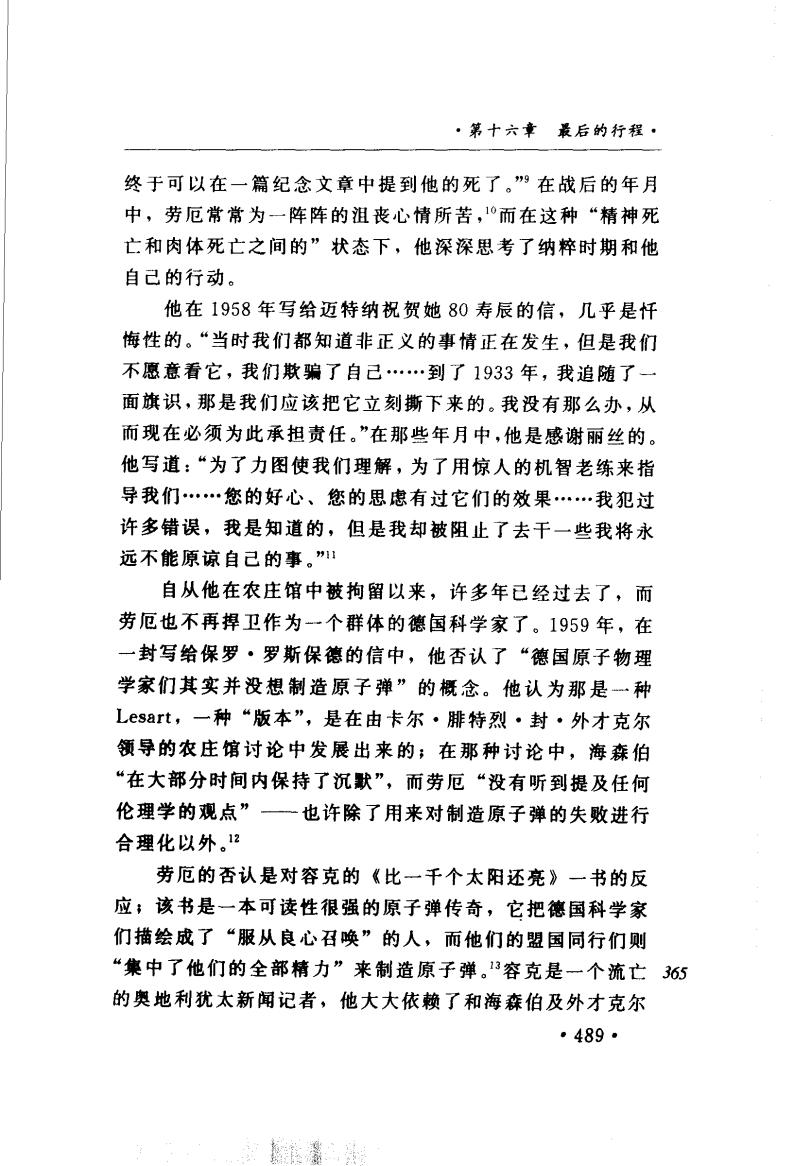 ·第十六章　最后的行程·
终于可以在一篇纪念文章中提到他的死了。”⁹ 在战后的年月
中，劳厄常常为一阵阵的沮丧心情所苦，¹⁰而在这种“精神死
亡和肉体死亡之间的”状态下，他深深思考了纳粹时期和他
自己的行动。
他在 1958 年写给迈特纳祝贺她 80 寿辰的信，几乎是忏
悔性的。“当时我们都知道非正义的事情正在发生，但是我们
不愿意看它，我们欺骗了自己……到了 1933 年，我追随了一
面旗识，那是我们应该把它立刻撕下来的。我没有那么办，从
而现在必须为此承担责任。”在那些年月中，他是感谢丽丝的。
他写道：“为了力图使我们理解，为了用惊人的机智老练来指
导我们……您的好心、您的思虑有过它们的效果……我犯过
许多错误，我是知道的，但是我却被阻止了去干一些我将永
远不能原谅自己的事。”¹¹
自从他在农庄馆中被拘留以来，许多年已经过去了，而
劳厄也不再捍卫作为一个群体的德国科学家了。1959 年，在
一封写给保罗·罗斯保德的信中，他否认了“德国原子物理
学家们其实并没想制造原子弹”的概念。他认为那是一种
Lesart，一种“版本”，是在由卡尔·腓特烈·封·外才克尔
领导的农庄馆讨论中发展出来的；在那种讨论中，海森伯
“在大部分时间内保持了沉默”，而劳厄“没有听到提及任何
伦理学的观点”——也许除了用来对制造原子弹的失败进行
合理化以外。¹²
劳厄的否认是对容克的《比一千个太阳还亮》一书的反
应；该书是一本可读性很强的原子弹传奇，它把德国科学家
们描绘成了“服从良心召唤”的人，而他们的盟国同行们则
“集中了他们的全部精力”来制造原子弹。¹³容克是一个流亡 365
的奥地利犹太新闻记者，他大大依赖了和海森伯及外才克尔
·489·